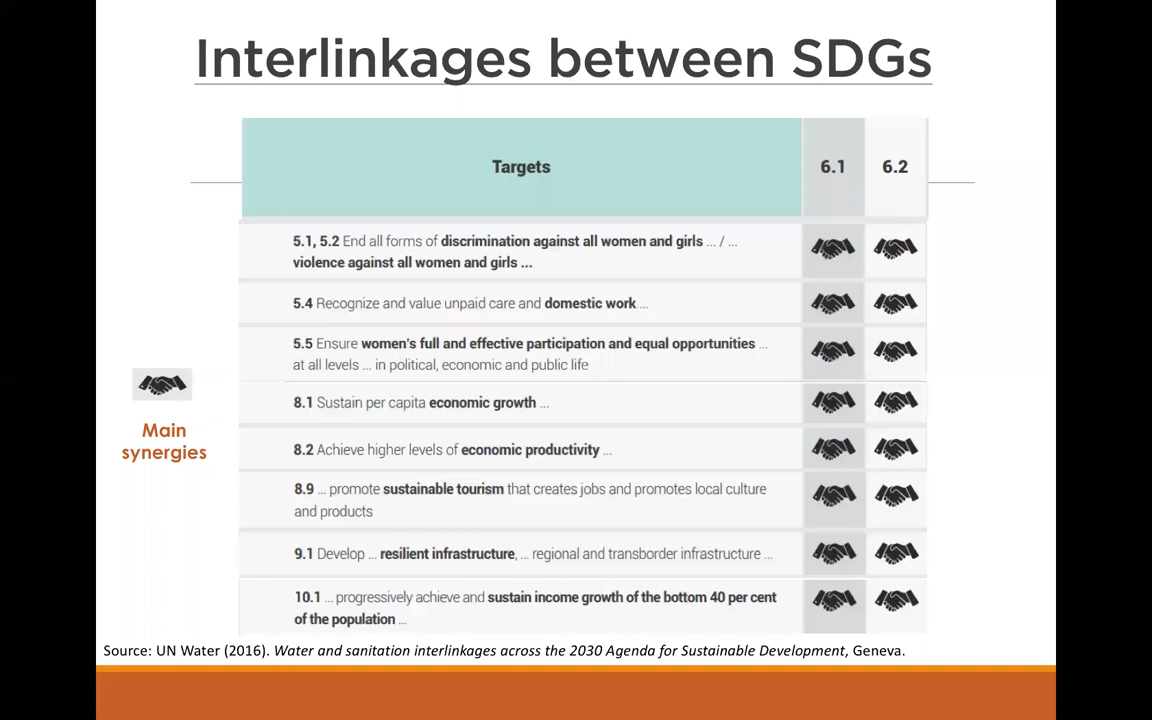 Interlinkages between SDGs
Targets 6.1 6.2
5.1, 5.2 End all forms of discrimination against all women and girls ... / ...
violence against all women and girls ...
5.4 Recognize and value unpaid care and domestic work ...
5.5 Ensure women's full and effective participation and equal opportunities ...
at all levels ... in political, economic and public life
8.1 Sustain per capita economic growth ...
8.2 Achieve higher levels of economic productivity ...
8.9 ... promote sustainable tourism that creates jobs and promotes local culture
and products
9.1 Develop ... resilient infrastructure, ... regional and transborder infrastructure ...
10.1 ... progressively achieve and sustain income growth of the bottom 40 per cent
of the population ...
Main
synergies
Source: UN Water (2016). Water and sanitation interlinkages across the 2030 Agenda for Sustainable Development, Geneva.